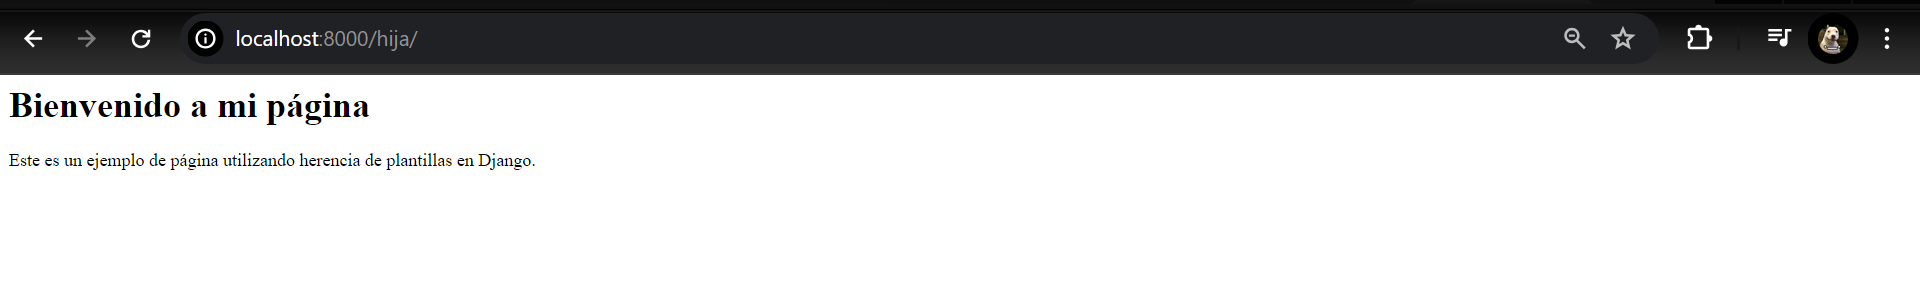 localhost:8000/hija/
Bienvenido a mi página
Este es un ejemplo de página utilizando herencia de plantillas en Django.